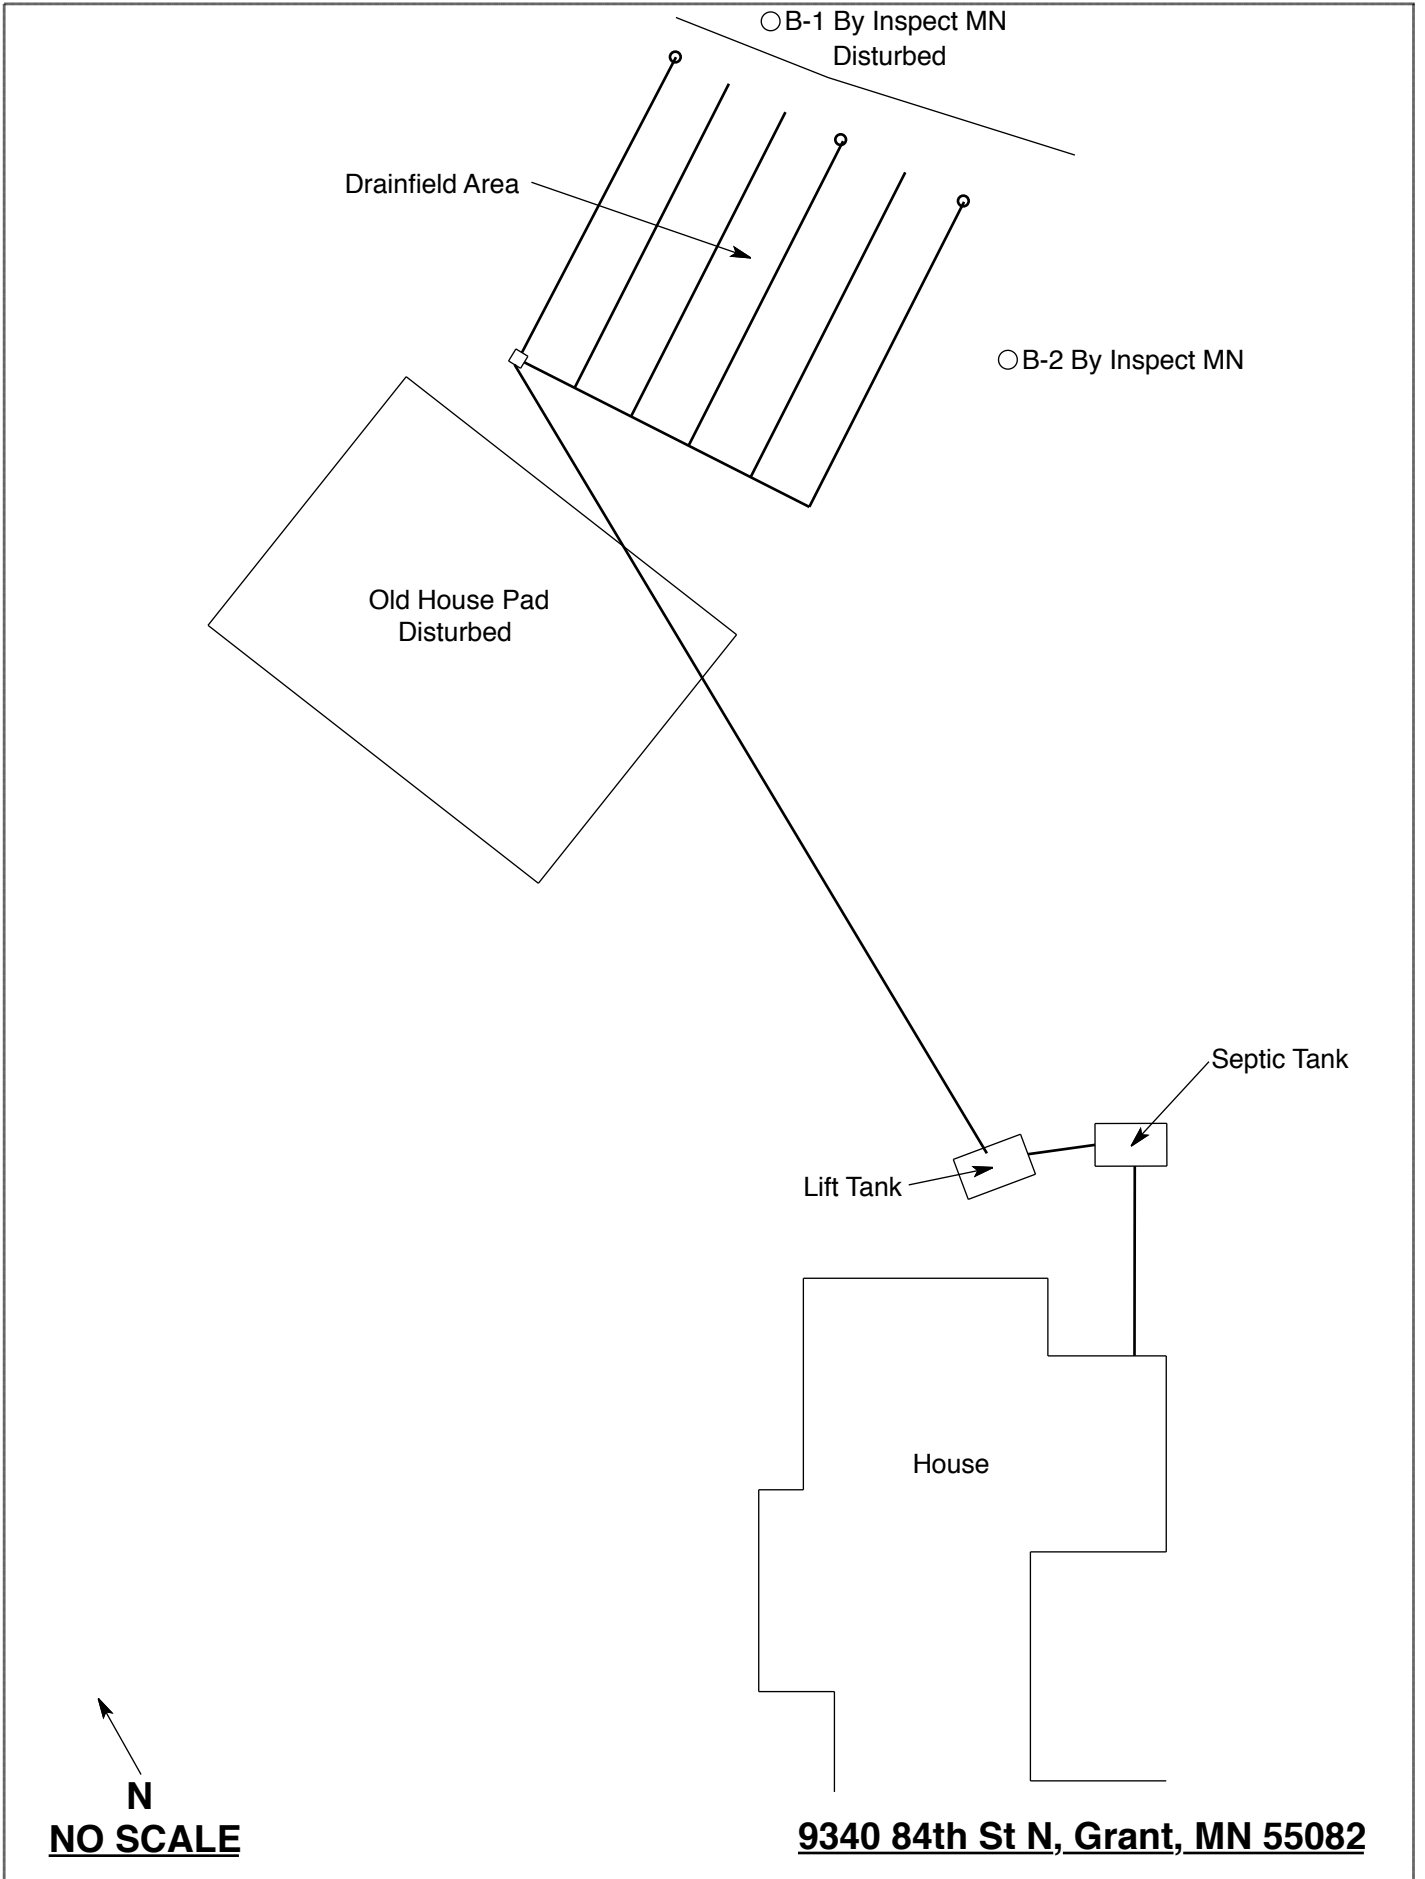 B-1 By Inspect MN
Disturbed
Drainfield Area
B-2 By Inspect MN
Old House Pad
Disturbed
Septic Tank
Lift Tank
House
N
NO SCALE
9340 84th St N, Grant, MN 55082